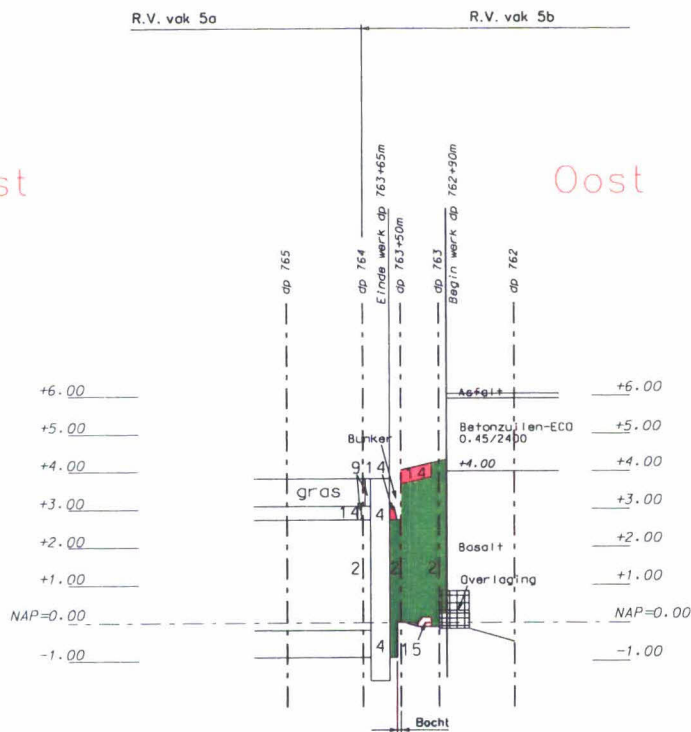 R.V. vak 5a
R.V. vak 5b
st
Oost
dp 765
dp 764
Einde werk dp 763+65m
dp 763+50m
dp 763
Begin werk dp 762+90m
dp 762
+6.00
Asfalt
+6.00
+5.00
Betonzuilen-ECO
0.45/2400
+5.00
Bunker
+4.00
9
14
14
+4.00
+4.00
gras
+3.00
14
4
+3.00
+2.00
Basalt
+2.00
2
2
2
+1.00
Overlaging
+1.00
NAP=0.00
NAP=0.00
4
15
-1.00
-1.00
Bocht